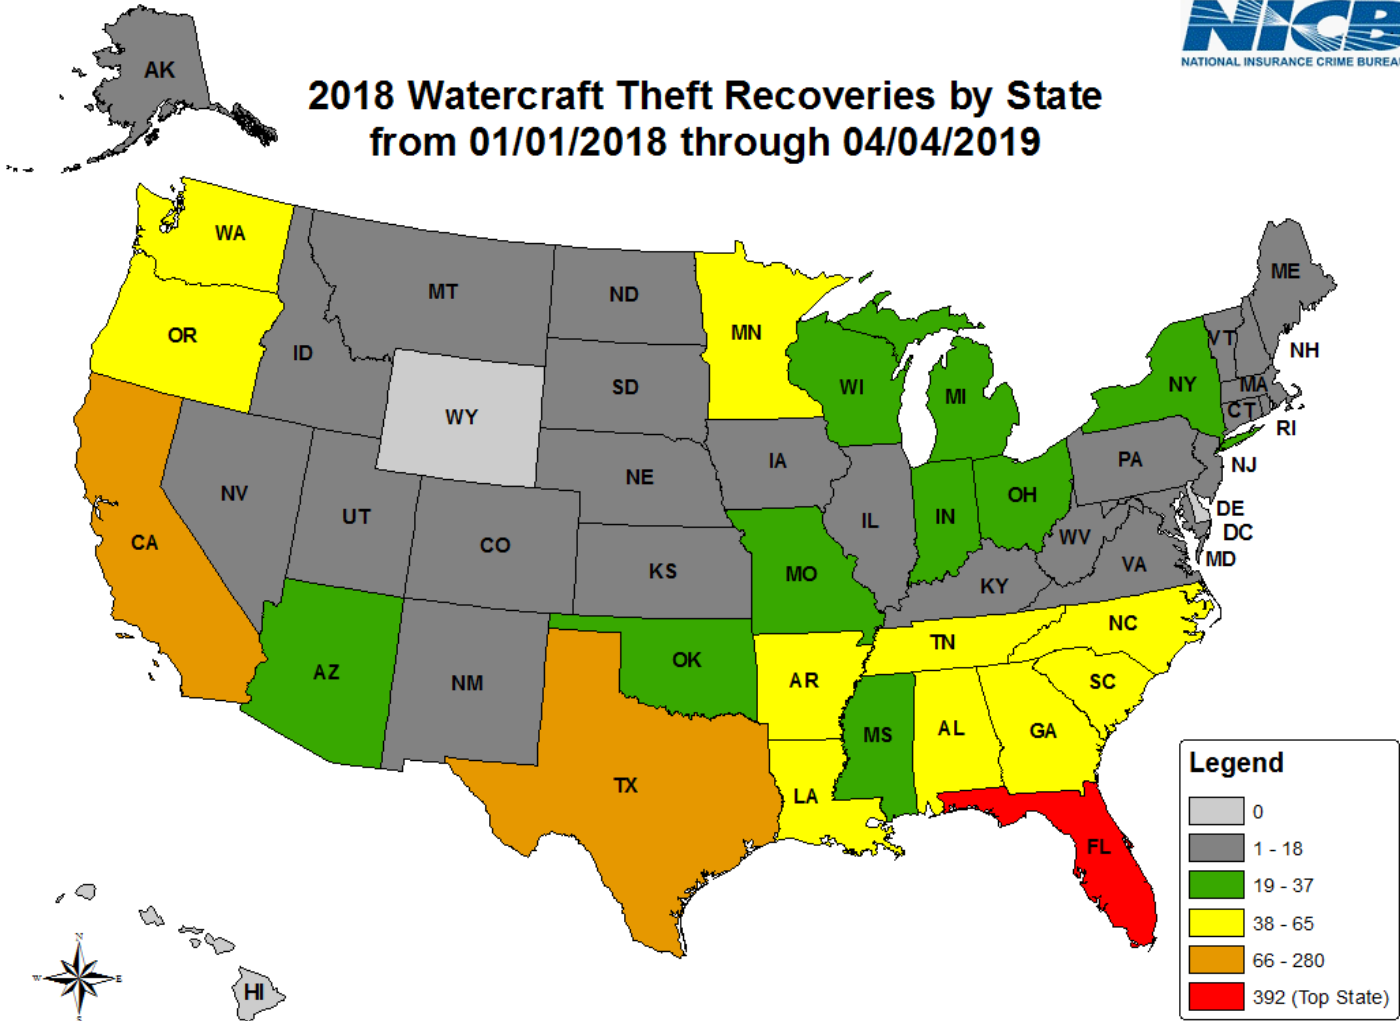 NICB
NATIONAL INSURANCE CRIME BUREAU
2018 Watercraft Theft Recoveries by State
from 01/01/2018 through 04/04/2019
AK
WA
MT
ND
ME
OR
ID
MN
VT
NH
WY
SD
WI
MI
NY
MA
CT
RI
NV
UT
CO
NE
IA
IL
IN
OH
PA
NJ
DE
DC
MD
WV
VA
CA
KS
MO
KY
AZ
NM
OK
AR
TN
NC
SC
MS
AL
GA
TX
LA
FL
HI
N
W
E
S
Legend
0
1 - 18
19 - 37
38 - 65
66 - 280
392 (Top State)